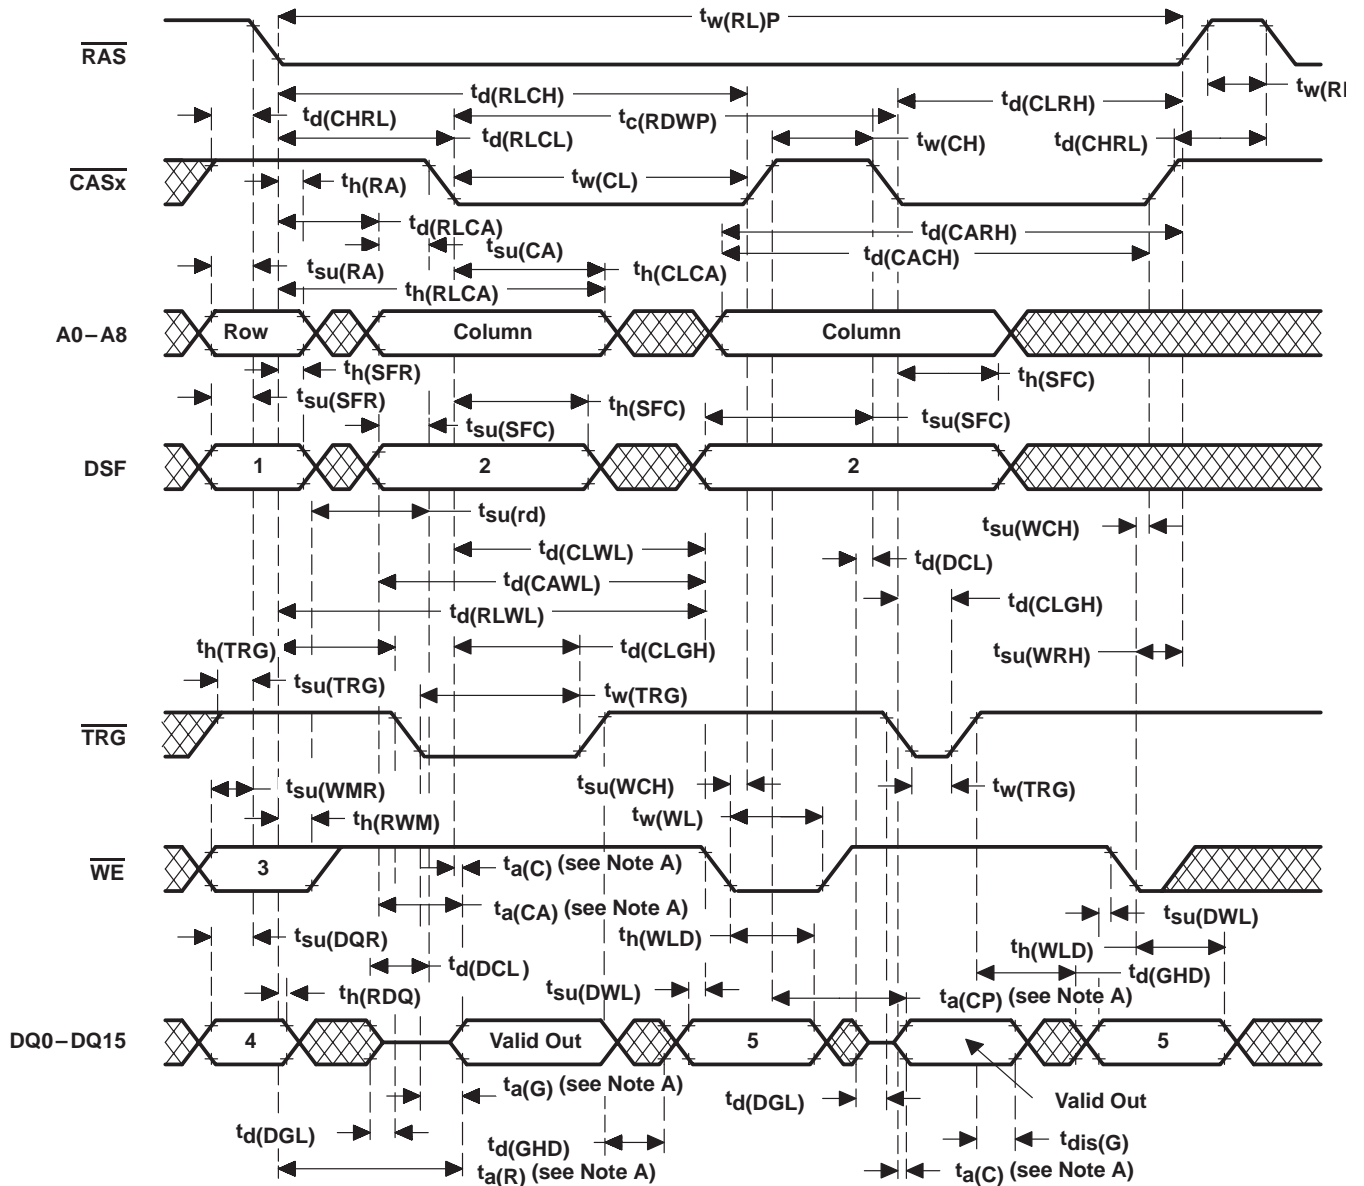 tw(RL)P
RAS
td(RLCH)
td(CLRH)
tw(RI
td(CHRL)
tc(RDWP)
td(RLCL)
tw(CH)
td(CHRL)
CASx
th(RA)
tw(CL)
td(RLCA)
td(CARH)
tsu(CA)
td(CACH)
tsu(RA)
th(CLCA)
th(RLCA)
A0–A8
Row
Column
Column
th(SFR)
th(SFC)
tsu(SFR)
th(SFC)
tsu(SFC)
tsu(SFC)
DSF
1
2
2
tsu(rd)
tsu(WCH)
td(CLWL)
td(DCL)
td(CAWL)
td(RLWL)
td(CLGH)
th(TRG)
td(CLGH)
tsu(WRH)
tsu(TRG)
tw(TRG)
TRG
tsu(WMR)
tsu(WCH)
tw(TRG)
th(RWM)
tw(WL)
WE
3
ta(C) (see Note A)
ta(CA) (see Note A)
tsu(DWL)
tsu(DQR)
th(WLD)
th(WLD)
td(DCL)
td(GHD)
th(RDQ)
tsu(DWL)
ta(CP) (see Note A)
DQ0–DQ15
4
Valid Out
5
5
ta(G) (see Note A)
td(DGL)
Valid Out
td(DGL)
td(GHD)
tdis(G)
ta(R) (see Note A)
ta(C) (see Note A)